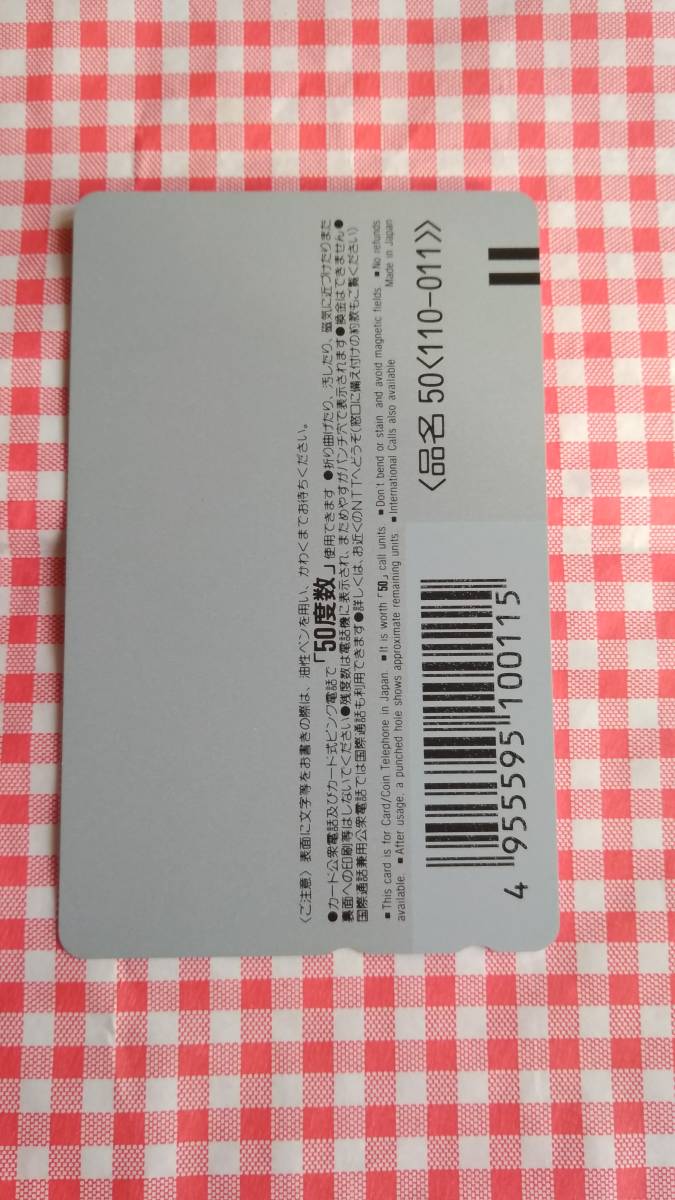 〈ご注意〉表面に文字等をお書きの際は、油性ペンを用い、かわくまでお待ちください。
●カード公衆電話及びカード式ピンク電話で「50度数」使用できます●折り曲げたり、汚したり、磁気に近づけたりまた
裏面への印刷等はしないでください●残度数は電話機に表示され、まためやすがパンチ穴で表示されます●換金はできません●
国際通話兼用公衆電話では国際通話も利用できます●詳しくは、お近くのNTTへどうぞ(窓口に備え付けの約款もご覧ください)
■This card is for Card/Coin Telephone in Japan. ■It is worth「50」call units ■Don't bend or stain and avoid magnetic fields ■No refunds
available. ■After usage. a punched hole shows approximate remaining units ■International Calls also available Made in Japan
〈品名 50〈110-011〉〉
4 955595 100115